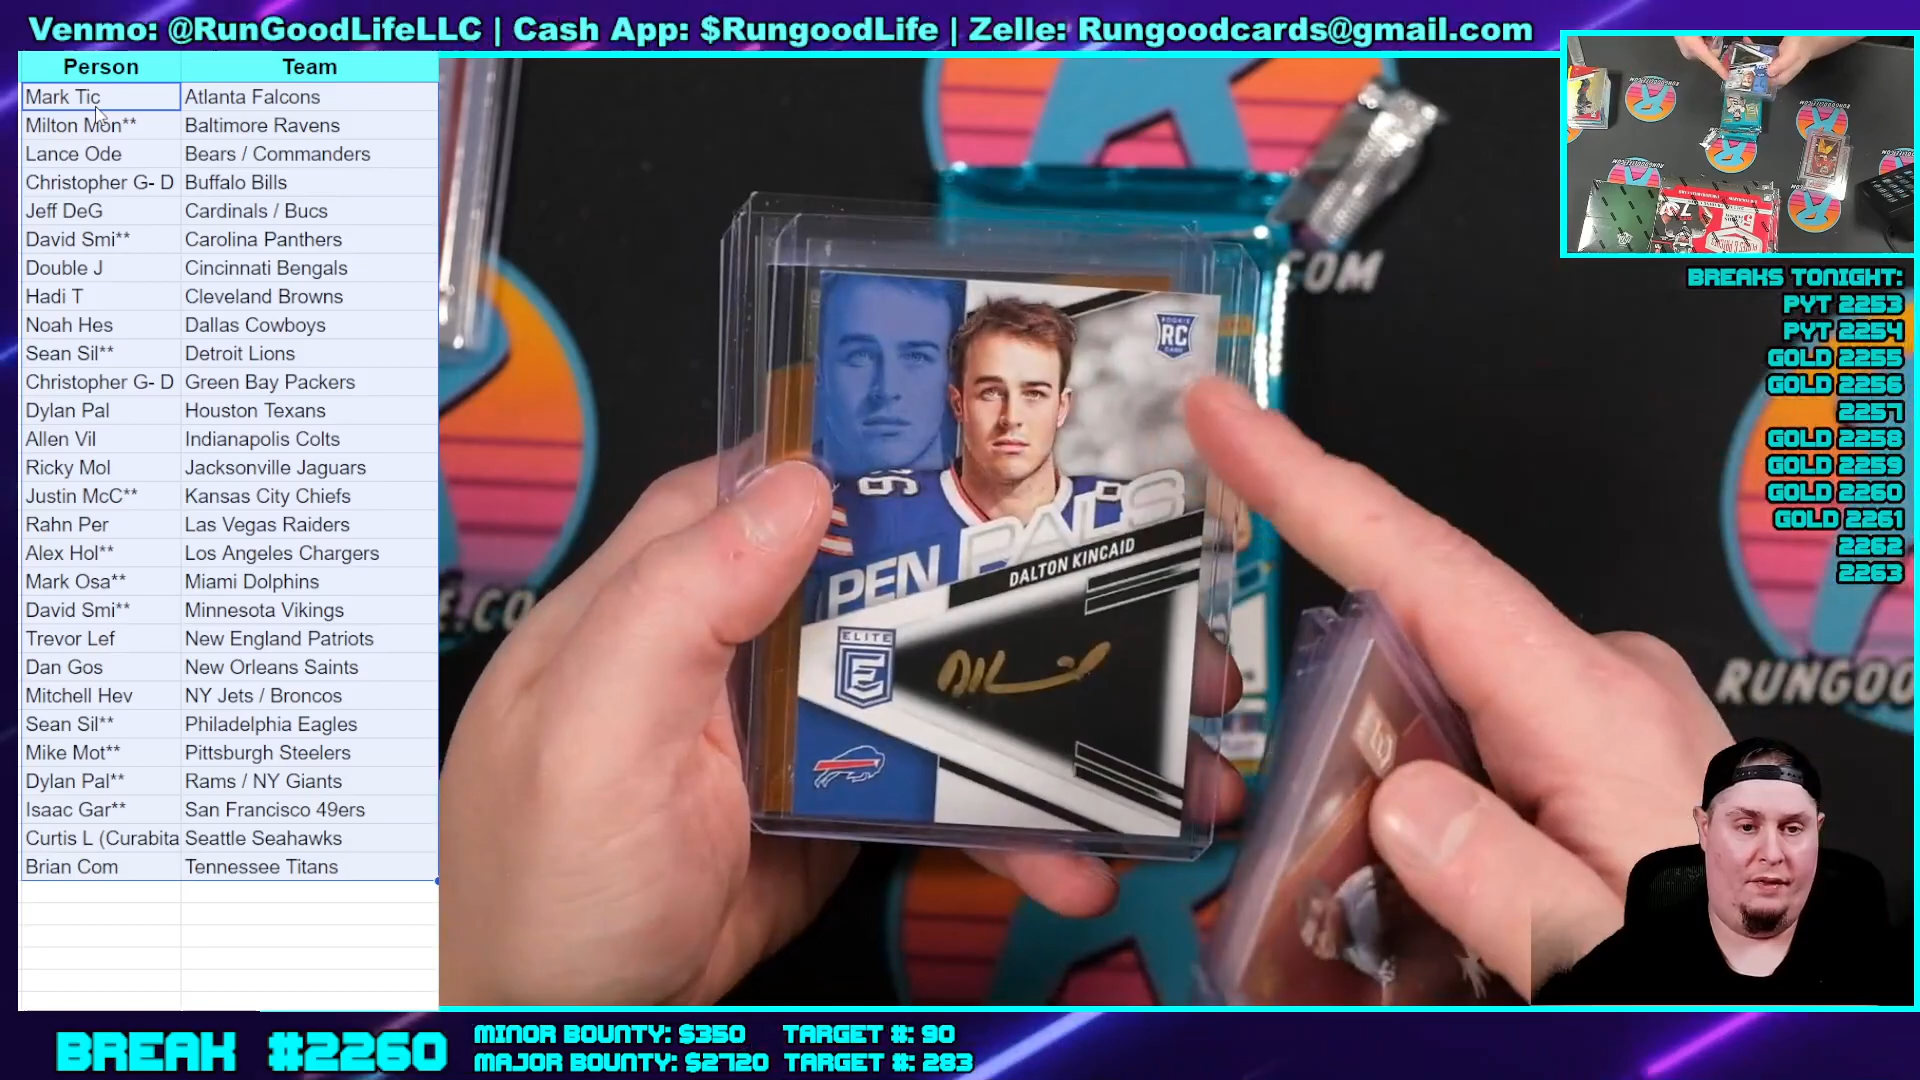 Venmo: @RunGoodLifeLLC | Cash App: $RungoodLife | Zelle: Rungoodcards@gmail.com
Person Team
Mark Tic Atlanta Falcons
Milton Mon** Baltimore Ravens
Lance Ode Bears / Commanders
Christopher G- D Buffalo Bills
Jeff DeG Cardinals / Bucs
David Smi** Carolina Panthers
Double J Cincinnati Bengals
Hadi T Cleveland Browns
Noah Hes Dallas Cowboys
Sean Sil** Detroit Lions
Christopher G- D Green Bay Packers
Dylan Pal Houston Texans
Allen Vil Indianapolis Colts
Ricky Mol Jacksonville Jaguars
Justin McC** Kansas City Chiefs
Rahn Per Las Vegas Raiders
Alex Hol** Los Angeles Chargers
Mark Osa** Miami Dolphins
David Smi** Minnesota Vikings
Trevor Lef New England Patriots
Dan Gos New Orleans Saints
Mitchell Hev NY Jets / Broncos
Sean Sil** Philadelphia Eagles
Mike Mot** Pittsburgh Steelers
Dylan Pal** Rams / NY Giants
Isaac Gar** San Francisco 49ers
Curtis L (Curabita Seattle Seahawks
Brian Com Tennessee Titans
ROOKIE
RC
CARD
PEN PALS
DALTON KINCAID
ELITE
E
COM
RUNGOO
BREAKS TONIGHT:
PYT 2253
PYT 2254
GOLD 2255
GOLD 2256
2257
GOLD 2258
GOLD 2259
GOLD 2260
GOLD 2261
2262
2263
BREAK #2260
MINOR BOUNTY: $350 TARGET #: 90
MAJOR BOUNTY: $2720 TARGET #: 283